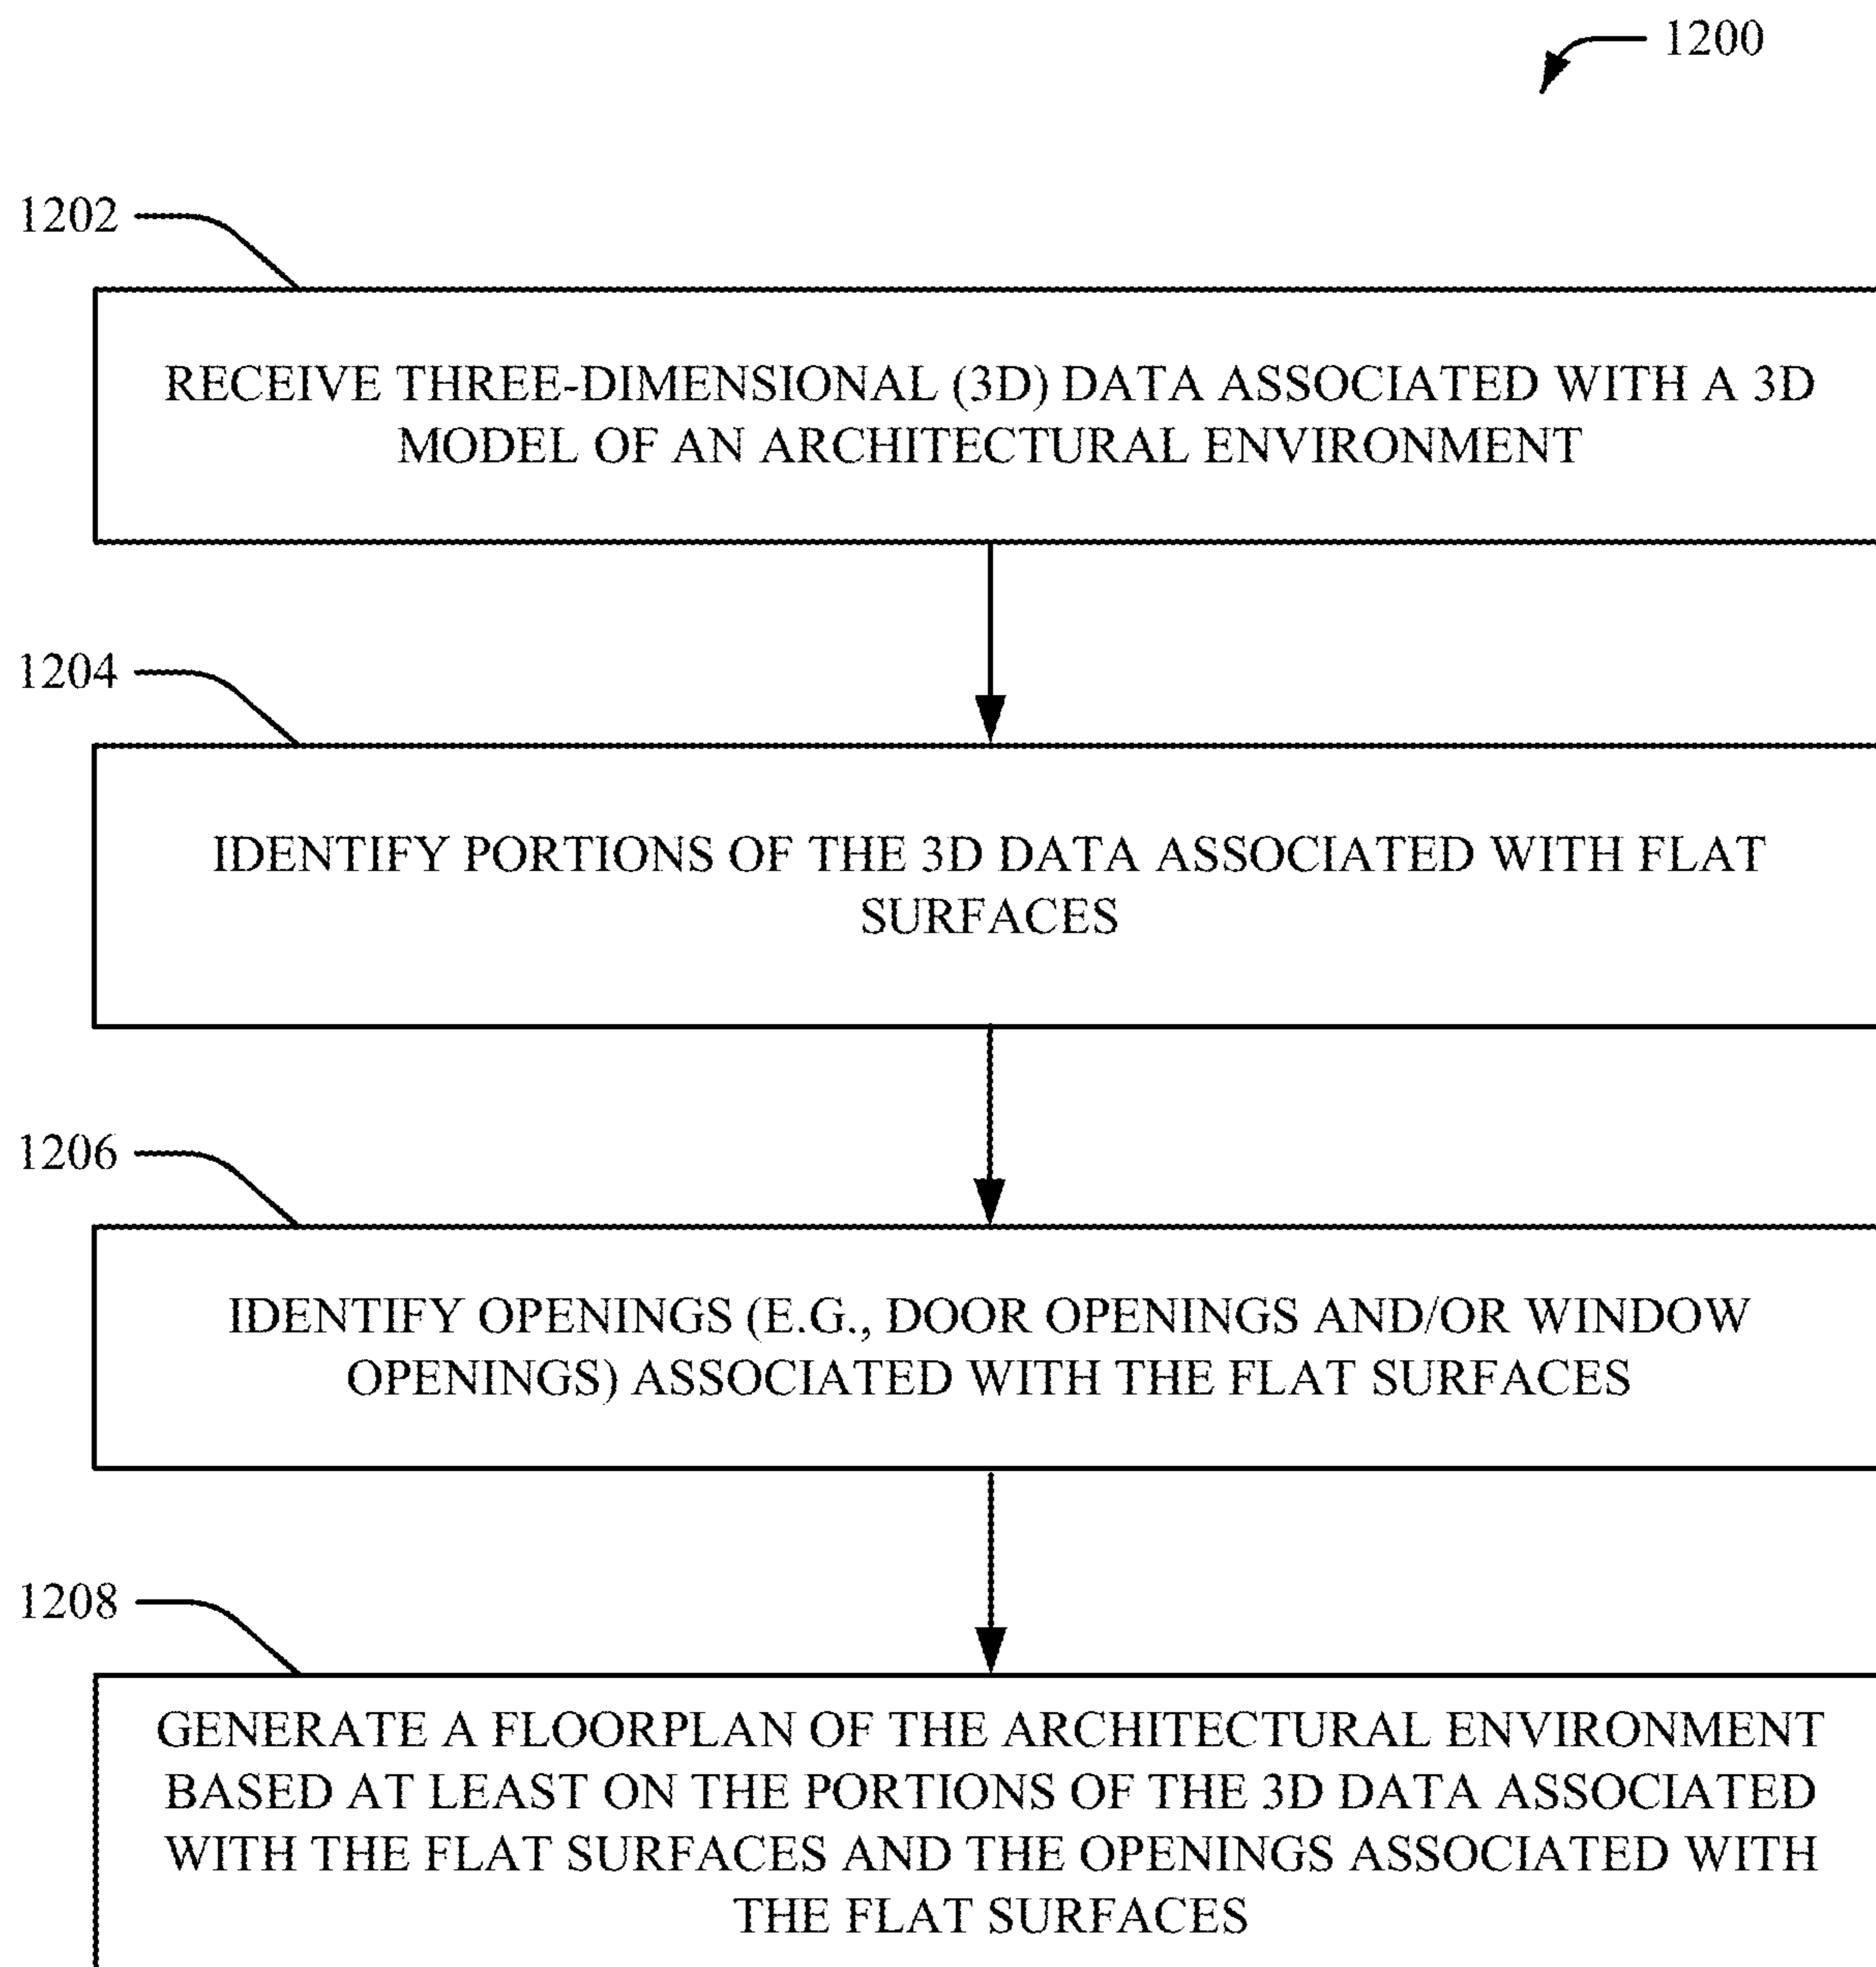 1200
1202
RECEIVE THREE-DIMENSIONAL (3D) DATA ASSOCIATED WITH A 3D
MODEL OF AN ARCHITECTURAL ENVIRONMENT
1204
IDENTIFY PORTIONS OF THE 3D DATA ASSOCIATED WITH FLAT
SURFACES
1206
IDENTIFY OPENINGS (E.G., DOOR OPENINGS AND/OR WINDOW
OPENINGS) ASSOCIATED WITH THE FLAT SURFACES
1208
GENERATE A FLOORPLAN OF THE ARCHITECTURAL ENVIRONMENT
BASED AT LEAST ON THE PORTIONS OF THE 3D DATA ASSOCIATED
WITH THE FLAT SURFACES AND THE OPENINGS ASSOCIATED WITH
THE FLAT SURFACES